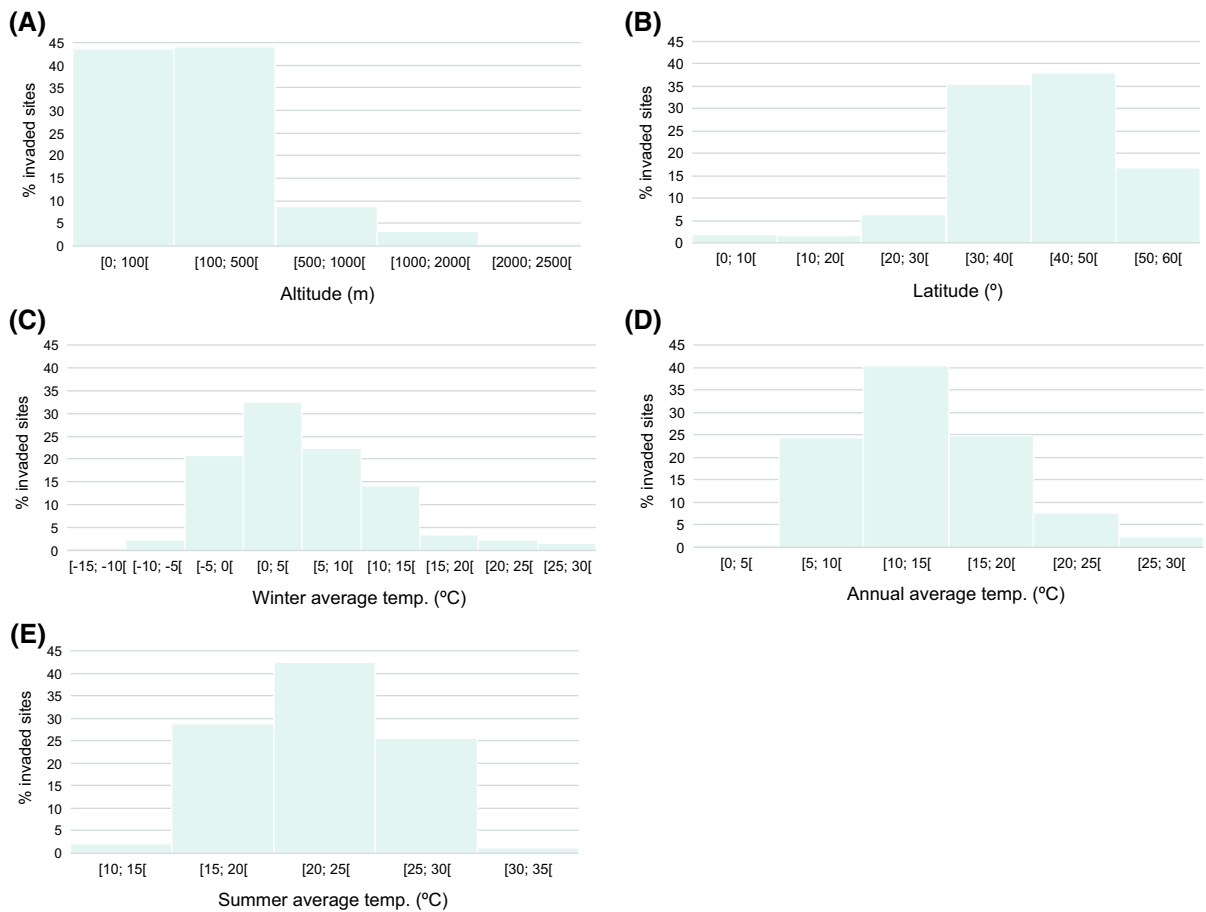 (A)
% invaded sites
45
40
35
30
25
20
15
10
5
0
[0; 100[ [100; 500[ [500; 1000[ [1000; 2000[ [2000; 2500[
Altitude (m)
(B)
% invaded sites
45
40
35
30
25
20
15
10
5
0
[0; 10[ [10; 20[ [20; 30[ [30; 40[ [40; 50[ [50; 60[
Latitude (º)
(C)
% invaded sites
45
40
35
30
25
20
15
10
5
0
[-15; -10[ [-10; -5[ [-5; 0[ [0; 5[ [5; 10[ [10; 15[ [15; 20[ [20; 25[ [25; 30[
Winter average temp. (ºC)
(D)
% invaded sites
45
40
35
30
25
20
15
10
5
0
[0; 5[ [5; 10[ [10; 15[ [15; 20[ [20; 25[ [25; 30[
Annual average temp. (ºC)
(E)
% invaded sites
45
40
35
30
25
20
15
10
5
0
[10; 15[ [15; 20[ [20; 25[ [25; 30[ [30; 35[
Summer average temp. (ºC)